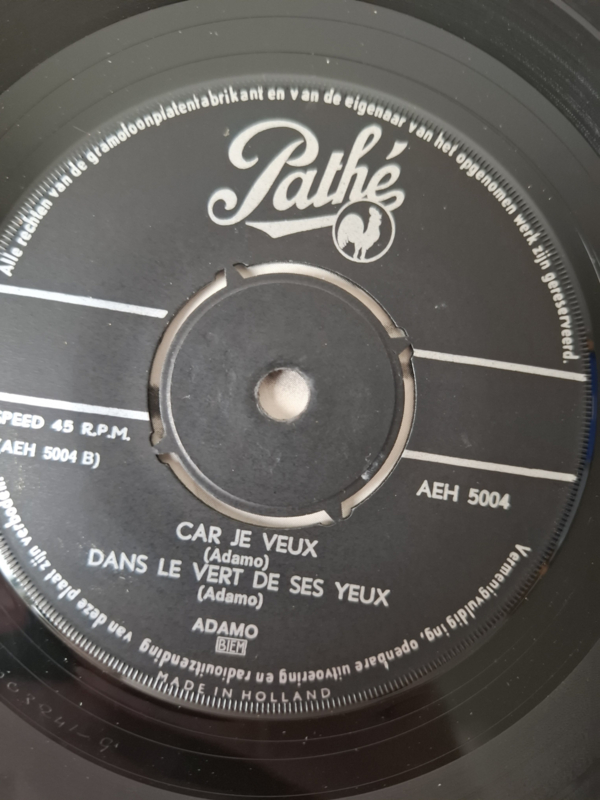 Alle rechten van de gramofoonplatenfabrikant en van de eigenaar van het opgenomen werk zijn gereserveerd.
Pathé
SPEED 45 R.P.M.
(AEH 5004 B)
AEH 5004
CAR JE VEUX
(Adamo)
DANS LE VERT DE SES YEUX
(Adamo)
ADAMO
BIEM
Vermenigvuldiging, openbare uitvoering en radiouitzending van deze plaat zijn verboden
MADE IN HOLLAND